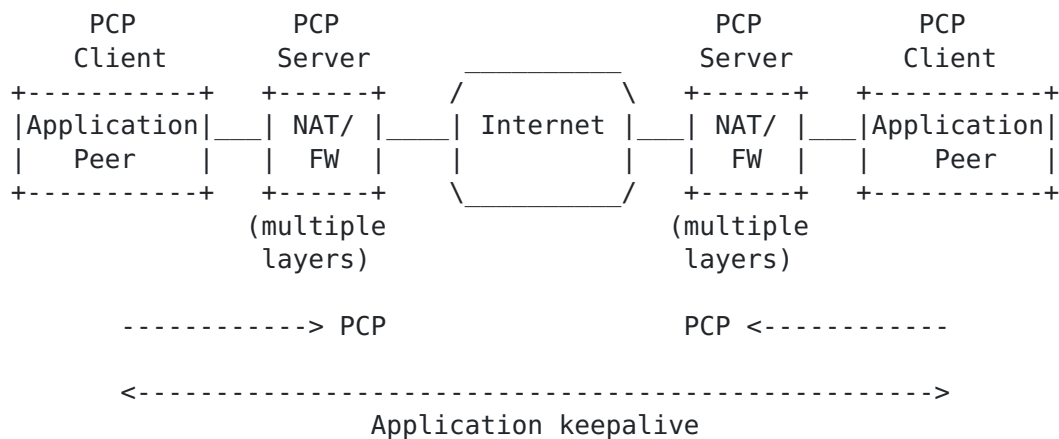 PCP PCP PCP PCP
Client Server Server Client
Application NAT/ Internet NAT/ Application
Peer FW FW Peer
(multiple (multiple
layers) layers)
------------> PCP PCP <------------
<--------------------------------------------------->
Application keepalive